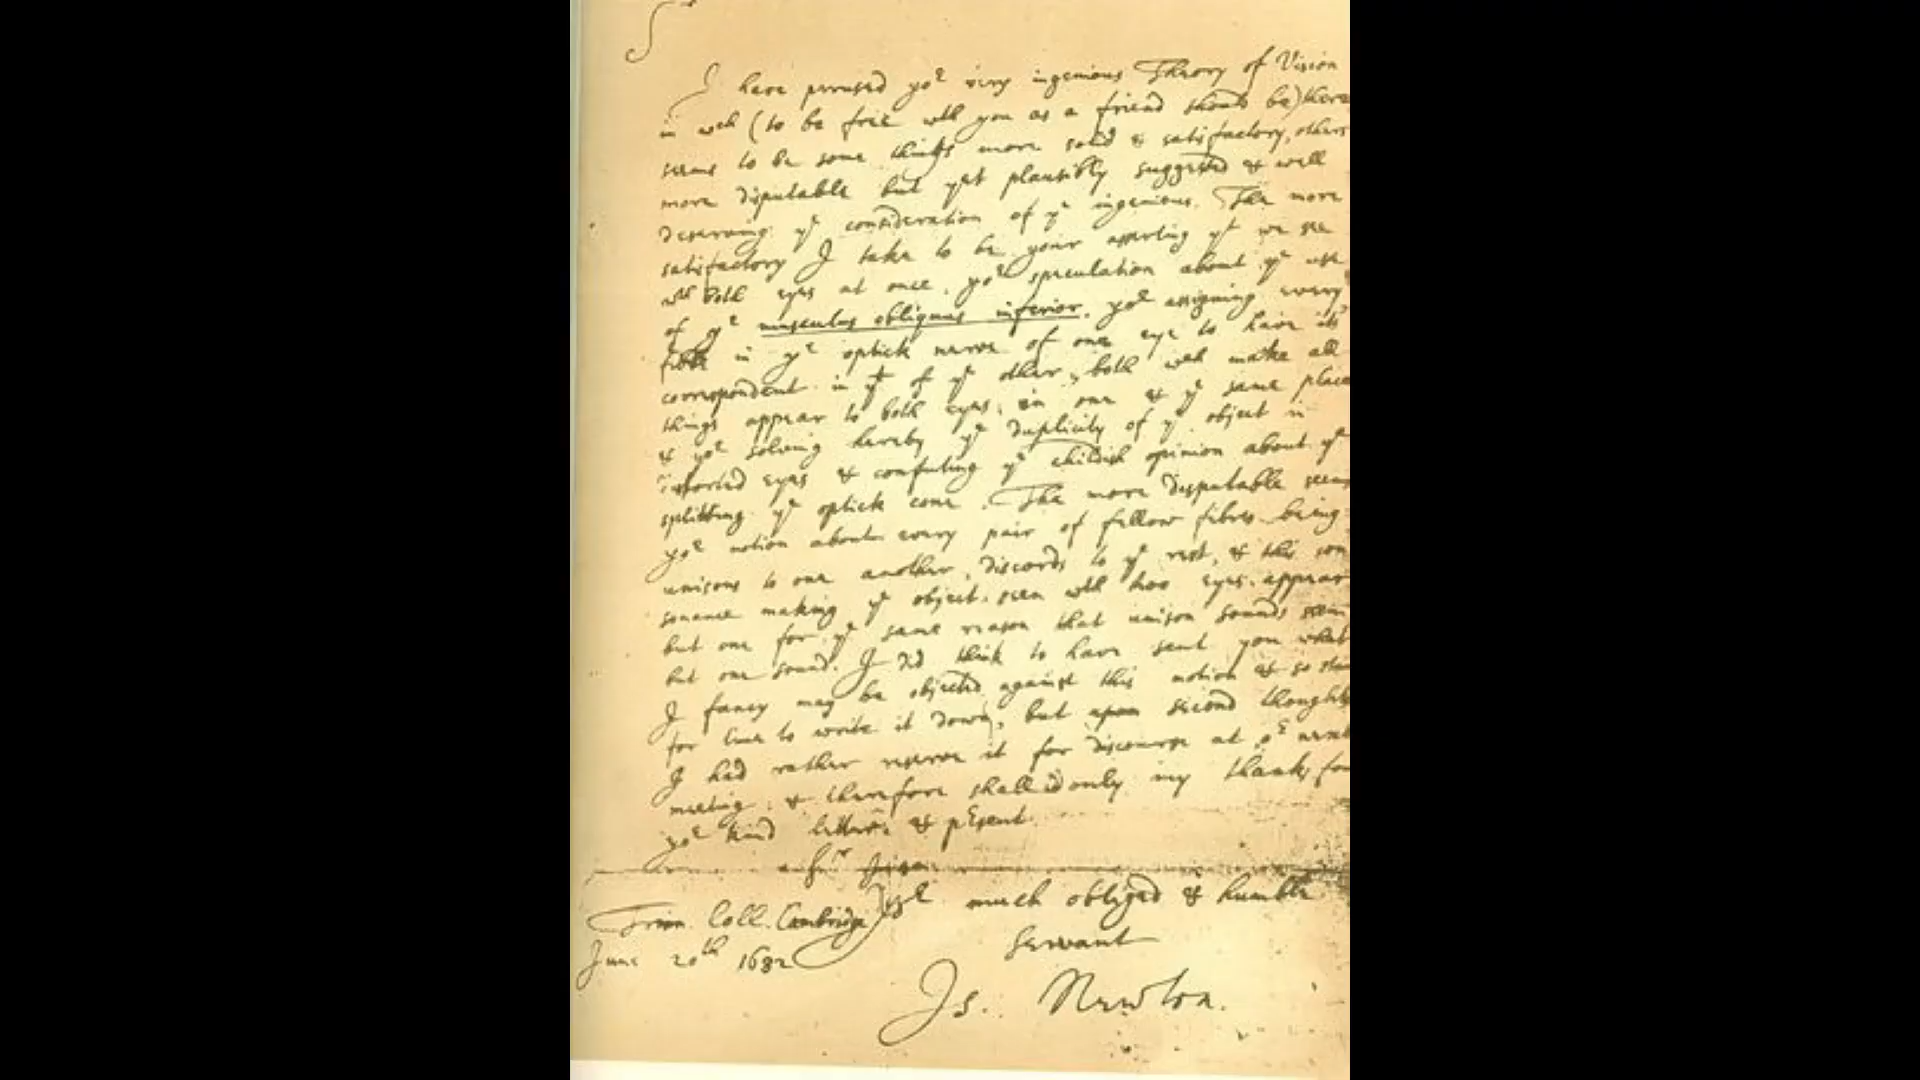 S
I have perused yor very ingenious Theory of Vision
in wch (to be free wth you as a friend should be) there
seems to be some things more solid & satisfactory, others
more disputable but yet plausibly suggested & well
deserving ye consideration of ye ingenious. The more
satisfactory I take to be your asserting yt we see
wth both eyes at once, yor speculation about ye use
of ye musculus obliquus inferior, yor assigning every
fibre in ye optick nerve of one eye to have its
correspondent in yt of ye other, both wch make all
things appear to both eyes in one & ye same place
& yor solving hereby ye duplicity of ye object in
distorted eyes & confuting ye childish opinion about ye
splitting ye optick cone. The more disputable seems
yor notion about every pair of fellow fibres being
unisons to one another, discords to ye rest, & this con
sonance making ye object seen wth two eyes appear
but one for ye same reason that unison sounds seem
but one sound. I did think to have sent you what
I fancy may be objected against this notion & so
for time to write it down, but upon second thoughts
I had rather reserve it for discourse at or next
meeting: & therefore shall only my thanks for
yor kind letter & prsent.
Sr
Trin. Coll. Cambridge yor much obliged & humble
June 20th 1682 Servant
Is. Newton.